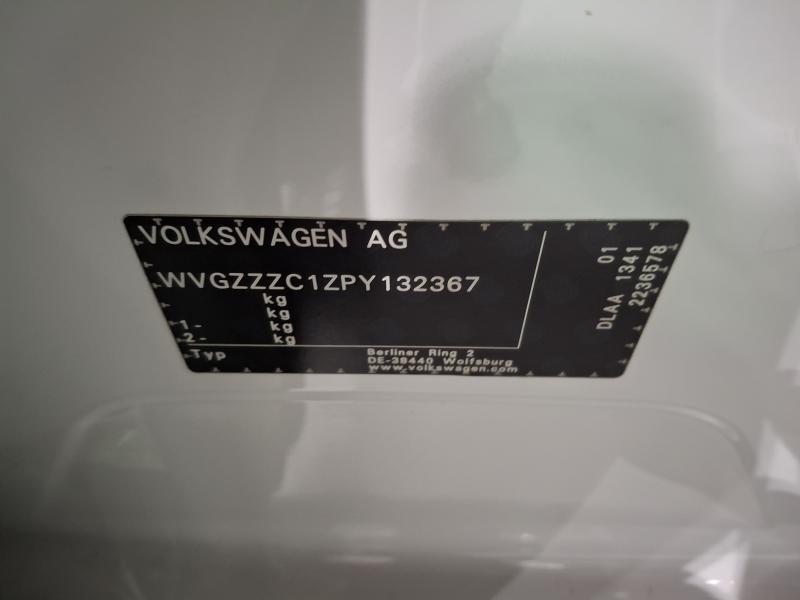 VOLKSWAGEN AG
WVGZZZC1ZPY132367
kg
kg
1- kg
2- kg
Typ
Berliner Ring 2
DE-38440 Wolfsburg
www.volkswagen.com
DLAA 01
1341
2236578